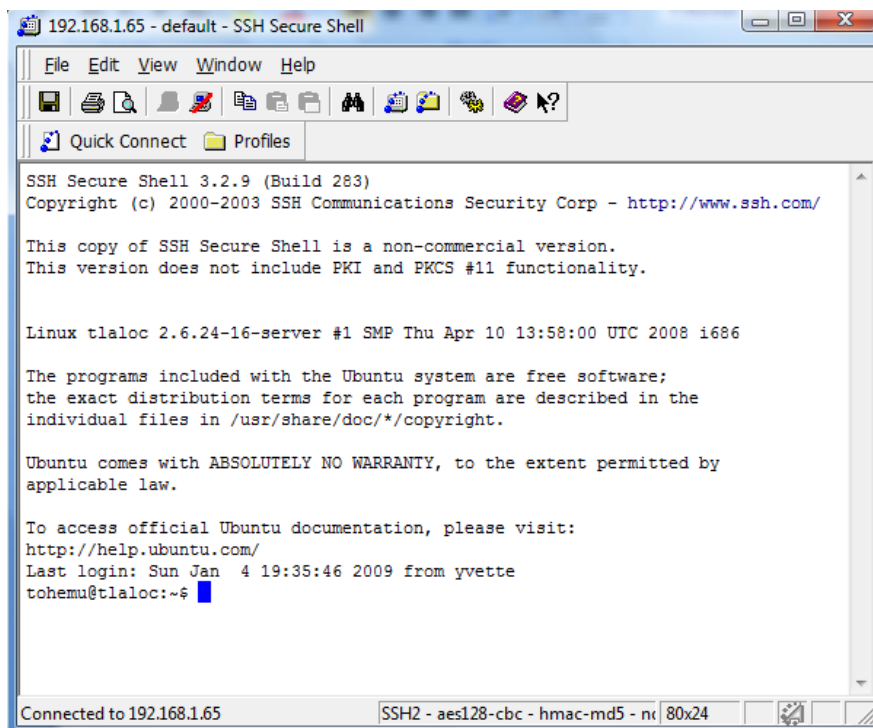 192.168.1.65 - default - SSH Secure Shell
File Edit View Window Help
Quick Connect Profiles
SSH Secure Shell 3.2.9 (Build 283)
Copyright (c) 2000-2003 SSH Communications Security Corp - http://www.ssh.com/
This copy of SSH Secure Shell is a non-commercial version.
This version does not include PKI and PKCS #11 functionality.
Linux tlaloc 2.6.24-16-server #1 SMP Thu Apr 10 13:58:00 UTC 2008 i686
The programs included with the Ubuntu system are free software;
the exact distribution terms for each program are described in the
individual files in /usr/share/doc/*/copyright.
Ubuntu comes with ABSOLUTELY NO WARRANTY, to the extent permitted by
applicable law.
To access official Ubuntu documentation, please visit:
http://help.ubuntu.com/
Last login: Sun Jan  4 19:35:46 2009 from yvette
tohemu@tlaloc:~$
Connected to 192.168.1.65 SSH2 - aes128-cbc - hmac-md5 - 80x24